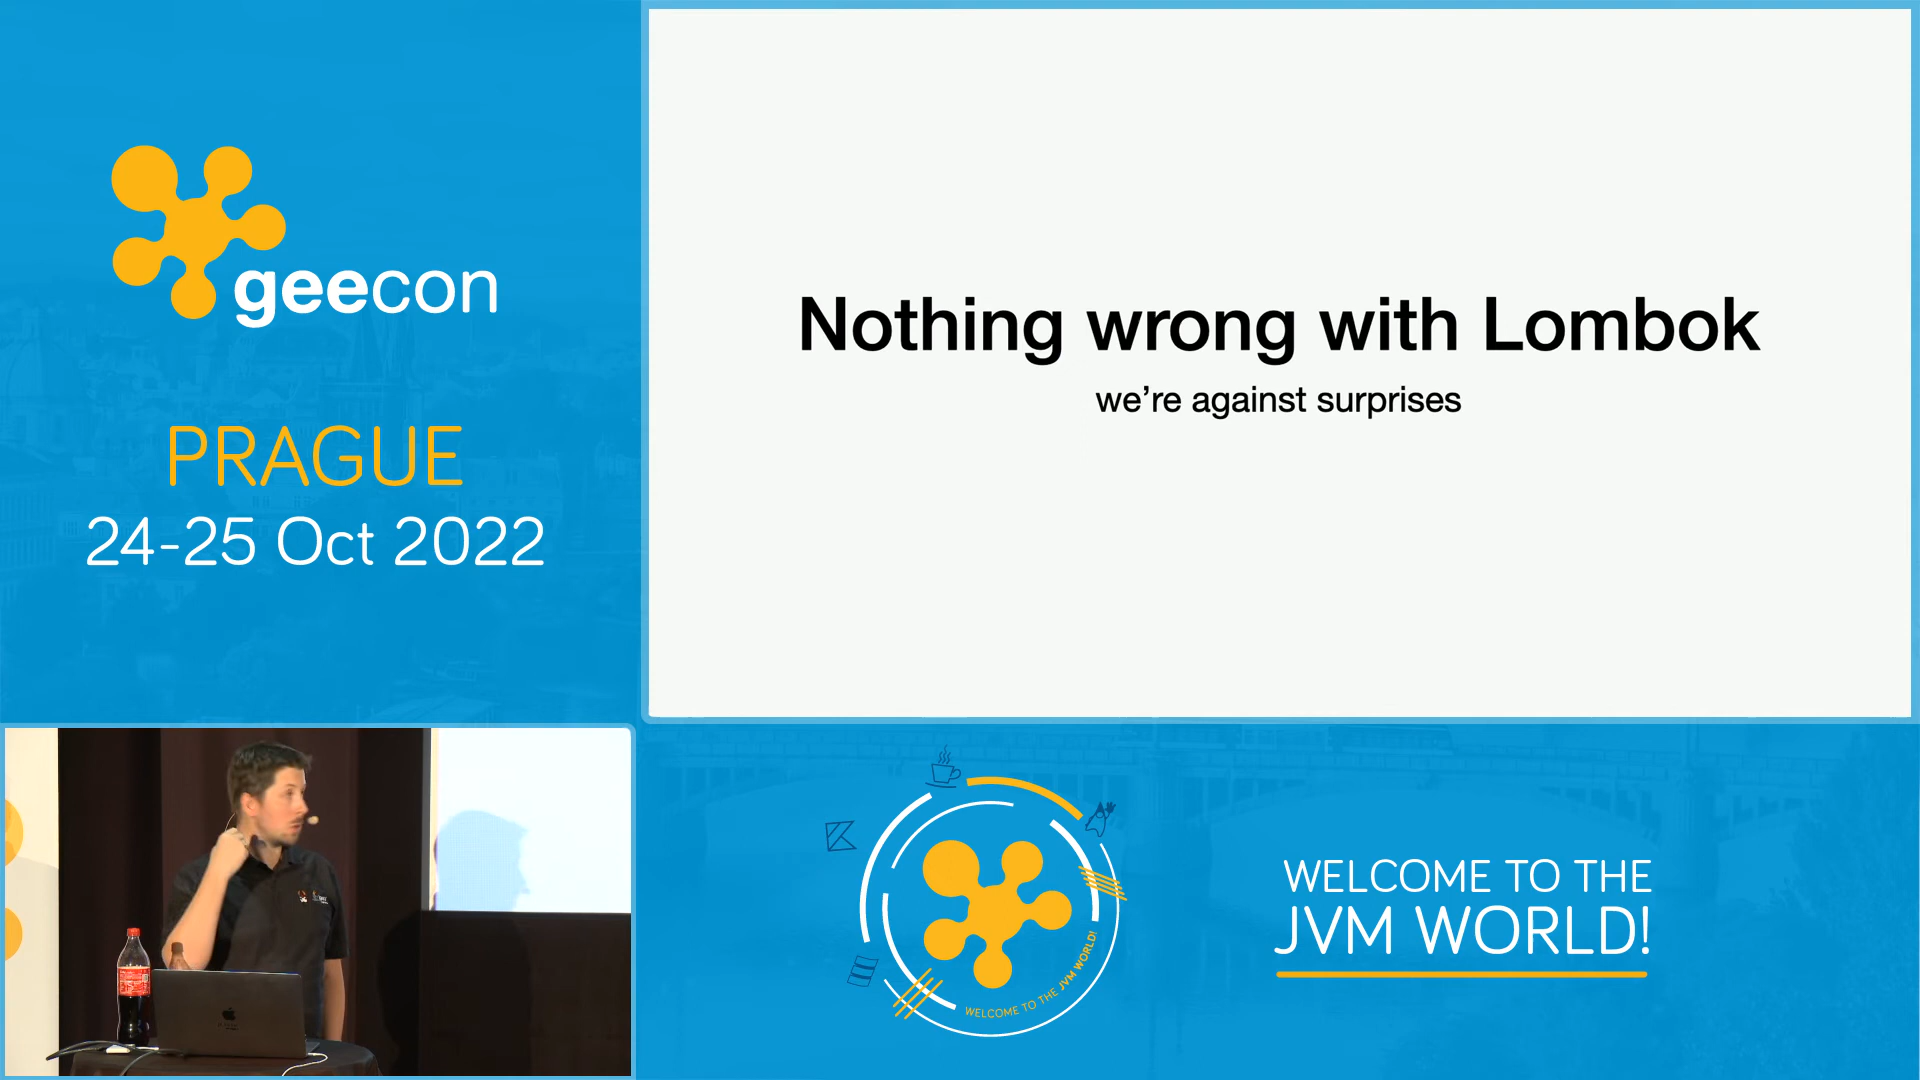 geecon
PRAGUE
24-25 Oct 2022
Nothing wrong with Lombok
we're against surprises
WELCOME TO THE JVM WORLD!
WELCOME TO THE
JVM WORLD!